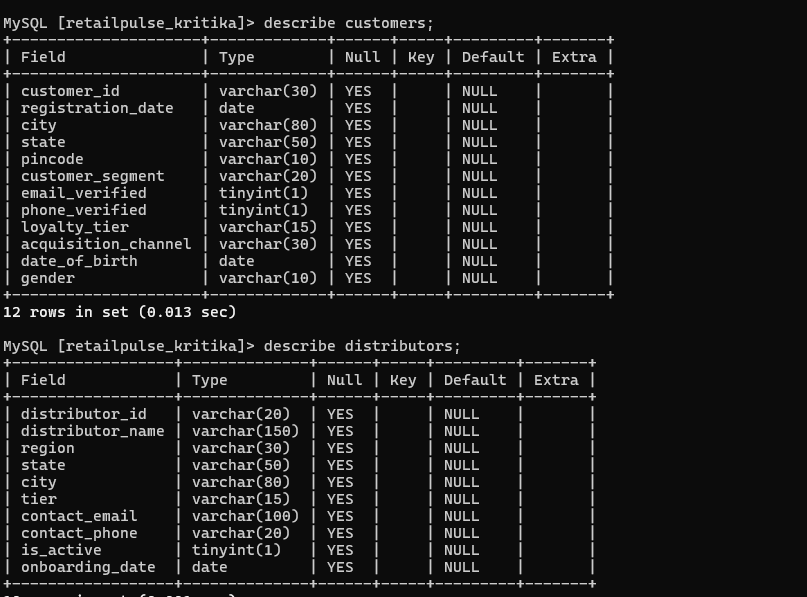 MySQL [retailpulse_kritika]> describe customers;
+---------------------+-------------+------+-----+---------+-------+
| Field               | Type        | Null | Key | Default | Extra |
+---------------------+-------------+------+-----+---------+-------+
| customer_id         | varchar(30) | YES  |     | NULL    |       |
| registration_date   | date        | YES  |     | NULL    |       |
| city                | varchar(80) | YES  |     | NULL    |       |
| state               | varchar(50) | YES  |     | NULL    |       |
| pincode             | varchar(10) | YES  |     | NULL    |       |
| customer_segment    | varchar(20) | YES  |     | NULL    |       |
| email_verified      | tinyint(1)  | YES  |     | NULL    |       |
| phone_verified      | tinyint(1)  | YES  |     | NULL    |       |
| loyalty_tier        | varchar(15) | YES  |     | NULL    |       |
| acquisition_channel | varchar(30) | YES  |     | NULL    |       |
| date_of_birth       | date        | YES  |     | NULL    |       |
| gender              | varchar(10) | YES  |     | NULL    |       |
+---------------------+-------------+------+-----+---------+-------+
12 rows in set (0.013 sec)
MySQL [retailpulse_kritika]> describe distributors;
+------------------+--------------+------+-----+---------+-------+
| Field            | Type         | Null | Key | Default | Extra |
+------------------+--------------+------+-----+---------+-------+
| distributor_id   | varchar(20)  | YES  |     | NULL    |       |
| distributor_name | varchar(150) | YES  |     | NULL    |       |
| region           | varchar(30)  | YES  |     | NULL    |       |
| state            | varchar(50)  | YES  |     | NULL    |       |
| city             | varchar(80)  | YES  |     | NULL    |       |
| tier             | varchar(15)  | YES  |     | NULL    |       |
| contact_email    | varchar(100) | YES  |     | NULL    |       |
| contact_phone    | varchar(20)  | YES  |     | NULL    |       |
| is_active        | tinyint(1)   | YES  |     | NULL    |       |
| onboarding_date  | date         | YES  |     | NULL    |       |
+------------------+--------------+------+-----+---------+-------+